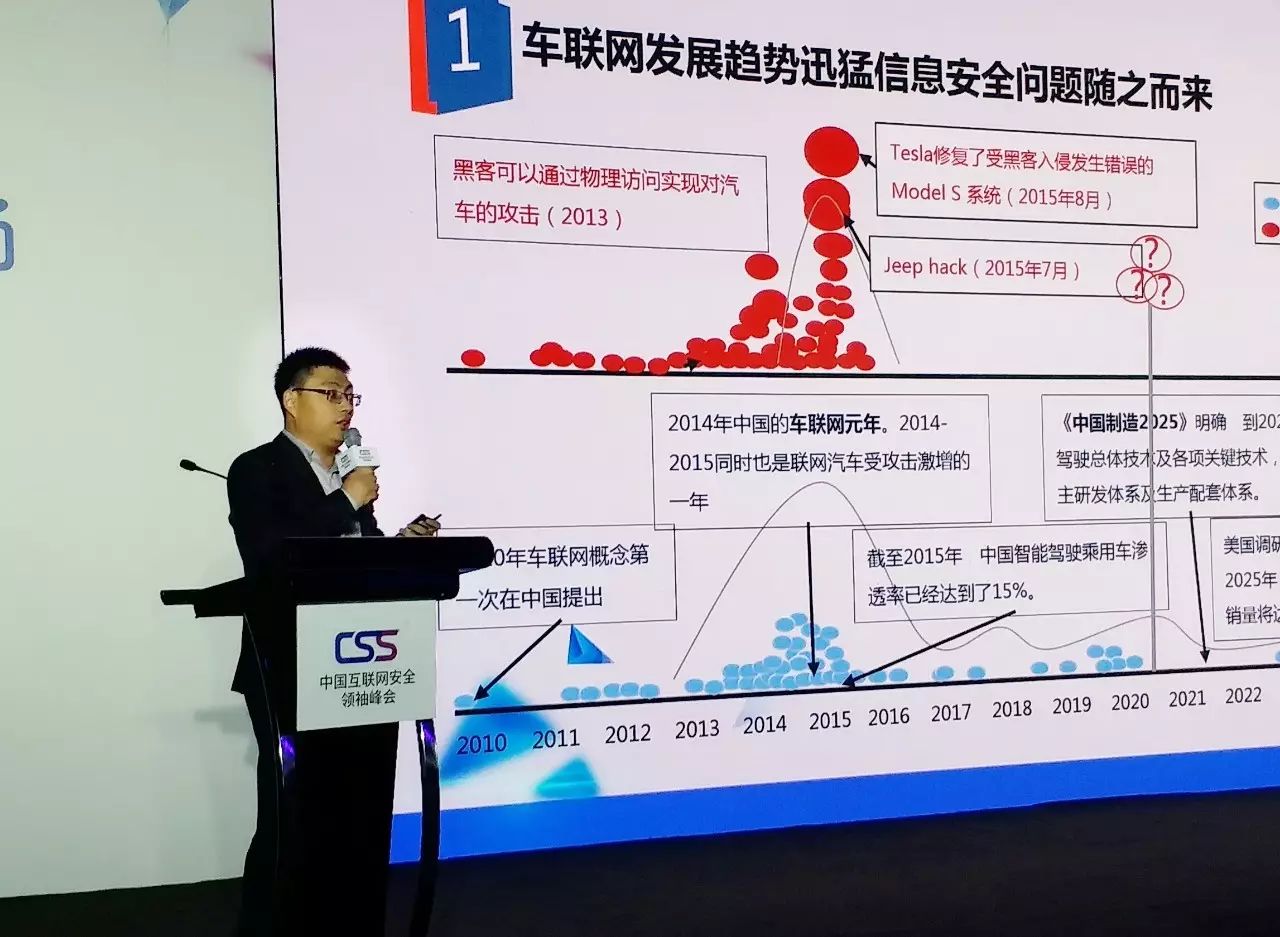 1
车联网发展趋势迅猛信息安全问题随之而来
黑客可以通过物理访问实现对汽
车的攻击（2013）
Tesla修复了受黑客入侵发生错误的
Model S 系统（2015年8月）
Jeep hack（2015年7月）
?
? ?
2014年中国的车联网元年。2014-
2015同时也是联网汽车受攻击激增的
一年
《中国制造2025》明确 到202
驾驶总体技术及各项关键技术，
主研发体系及生产配套体系。
0年车联网概念第
一次在中国提出
截至2015年 中国智能驾驶乘用车渗
透率已经达到了15%。
美国调研
2025年
销量将达
2010 2011 2012 2013 2014 2015 2016 2017 2018 2019 2020 2021 2022
CSS
中国互联网安全
领袖峰会